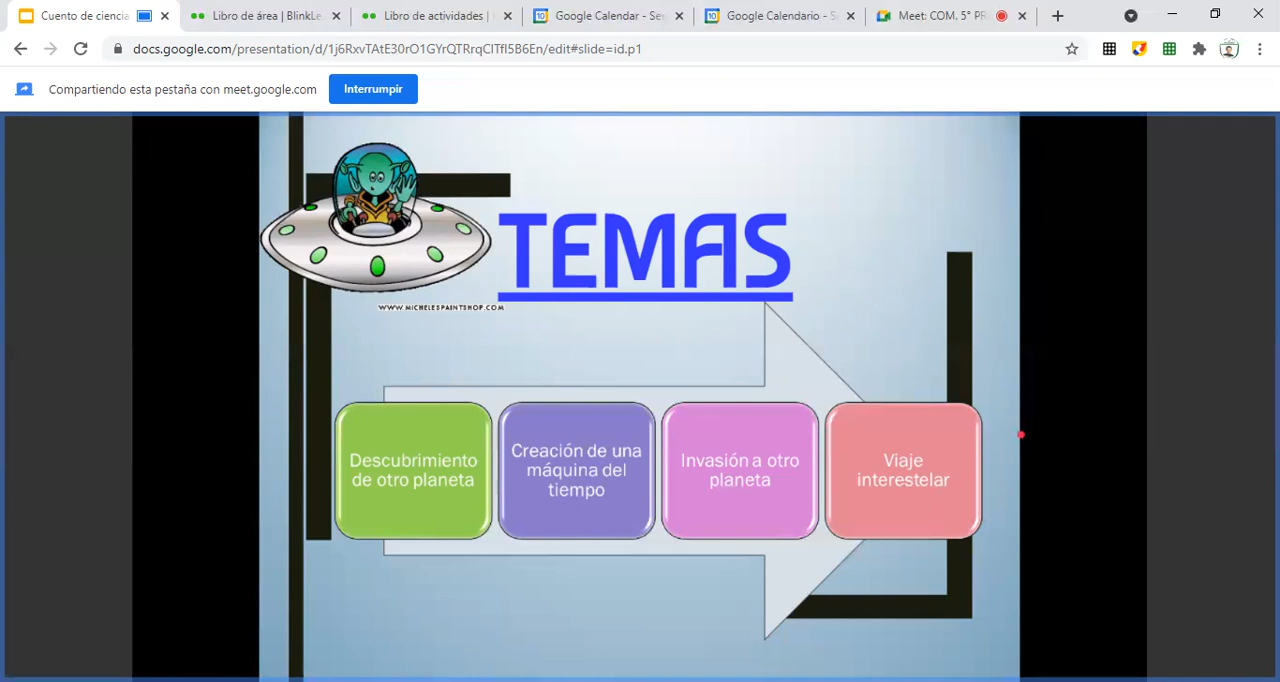 Cuento de ciencia
Libro de área | BlinkLe
Libro de actividades |
Google Calendar - Se
Google Calendario - S
Meet: COM. 5° PR
docs.google.com/presentation/d/1j6RxvTAtE30rO1GYrQTRrqCITfI5B6En/edit#slide=id.p1
Compartiendo esta pestaña con meet.google.com
Interrumpir
TEMAS
WWW.MICHELESPAINTSHOP.COM
Descubrimiento
de otro planeta
Creación de una
máquina del
tiempo
Invasión a otro
planeta
Viaje
interestelar